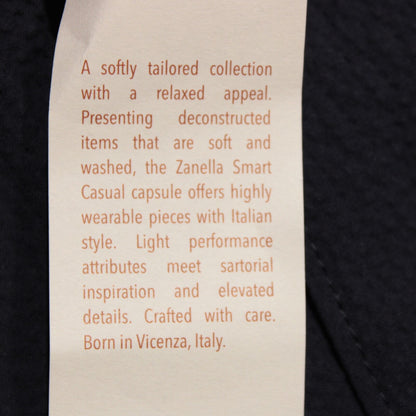 A softly tailored collection
with a relaxed appeal.
Presenting deconstructed
items that are soft and
washed, the Zanella Smart
Casual capsule offers highly
wearable pieces with Italian
style. Light performance
attributes meet sartorial
inspiration and elevated
details. Crafted with care.
Born in Vicenza, Italy.